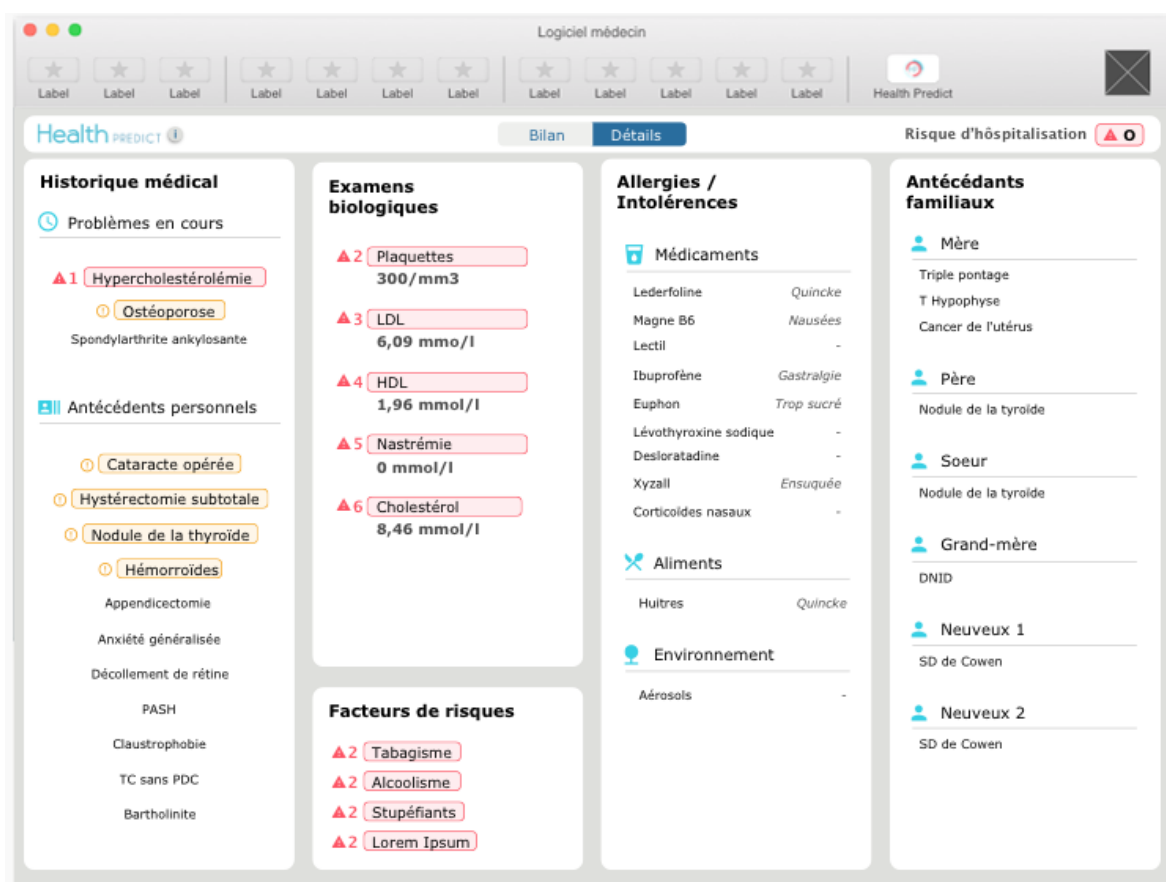 Logiciel médecin
Label Label Label Label Label Label Label Label Label Label Label Label Health Predict
Health PREDICT i
Bilan Détails
Risque d'hôspitalisation 0
Historique médical
Problèmes en cours
1 Hypercholestérolémie
Ostéoporose
Spondylarthrite ankylosante
Antécédents personnels
Cataracte opérée
Hystérectomie subtotale
Nodule de la thyroïde
Hémorroïdes
Appendicectomie
Anxiété généralisée
Décollement de rétine
PASH
Claustrophobie
TC sans PDC
Bartholinite
Examens
biologiques
2 Plaquettes
300/mm3
3 LDL
6,09 mmo/l
4 HDL
1,96 mmol/l
5 Nastrémie
0 mmol/l
6 Cholestérol
8,46 mmol/l
Facteurs de risques
2 Tabagisme
2 Alcoolisme
2 Stupéfiants
2 Lorem Ipsum
Allergies /
Intolérences
Médicaments
Lederfoline Quincke
Magne B6 Nausées
Lectil -
Ibuprofène Gastralgie
Euphon Trop sucré
Lévothyroxine sodique -
Desloratadine -
Xyzall Ensuquée
Corticoïdes nasaux -
Aliments
Huitres Quincke
Environnement
Aérosols -
Antécédants
familiaux
Mère
Triple pontage
T Hypophyse
Cancer de l'utérus
Père
Nodule de la tyroïde
Soeur
Nodule de la tyroïde
Grand-mère
DNID
Neuveux 1
SD de Cowen
Neuveux 2
SD de Cowen